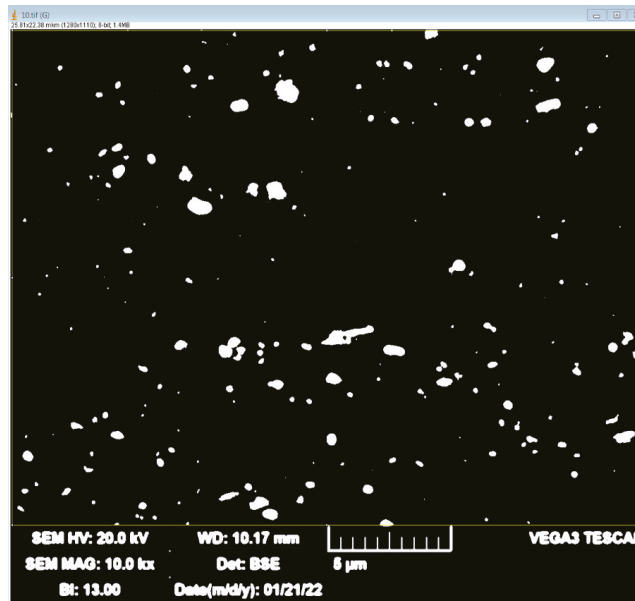 10.tif (G)
25.81x22.38 mkm (1280x1110); 8-bit; 1.4MB
SEM HV: 20.0 kV WD: 10.17 mm VEGA3 TESCA
SEM MAG: 10.0 kx Det: BSE 5 μm
BI: 13.00 Date(m/d/y): 01/21/22